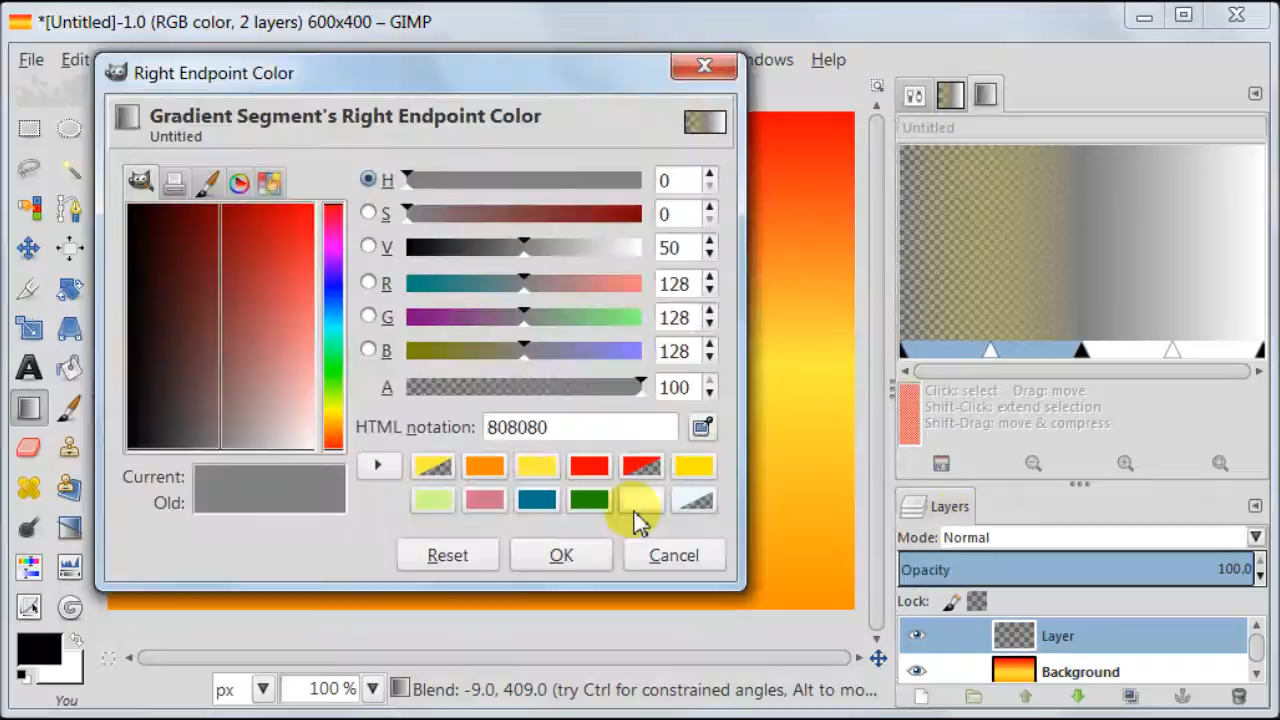 *[Untitled]-1.0 (RGB color, 2 layers) 600x400 – GIMP
File Edit ndows Help
Right Endpoint Color
Gradient Segment's Right Endpoint Color
Untitled
H 0
S 0
V 50
R 128
G 128
B 128
A 100
HTML notation: 808080
Current:
Old:
Reset OK Cancel
Untitled
Click: select Drag: move
Shift-Click: extend selection
Shift-Drag: move & compress
Layers
Mode: Normal
Opacity 100.0
Lock:
Layer
Background
px 100 % Blend: -9.0, 409.0 (try Ctrl for constrained angles, Alt to mo...
You